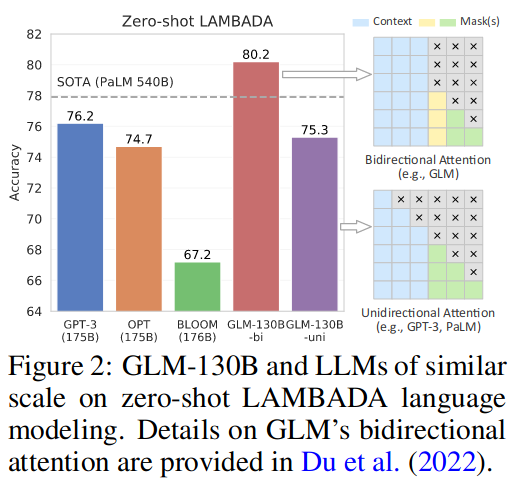 Zero-shot LAMBADA
Context
Mask(s)
82
80
78
76
74
72
70
68
66
64
Accuracy
SOTA (PaLM 540B)
76.2
74.7
67.2
80.2
75.3
GPT-3
(175B)
OPT
(175B)
BLOOM
(176B)
GLM-130B
-bi
GLM-130B
-uni
× × ×
× × ×
× × ×
× ×
×
Bidirectional Attention
(e.g., GLM)
× × × × ×
× × × ×
× × ×
× ×
×
Unidirectional Attention
(e.g., GPT-3, PaLM)
Figure 2: GLM-130B and LLMs of similar
scale on zero-shot LAMBADA language
modeling. Details on GLM's bidirectional
attention are provided in Du et al. (2022).